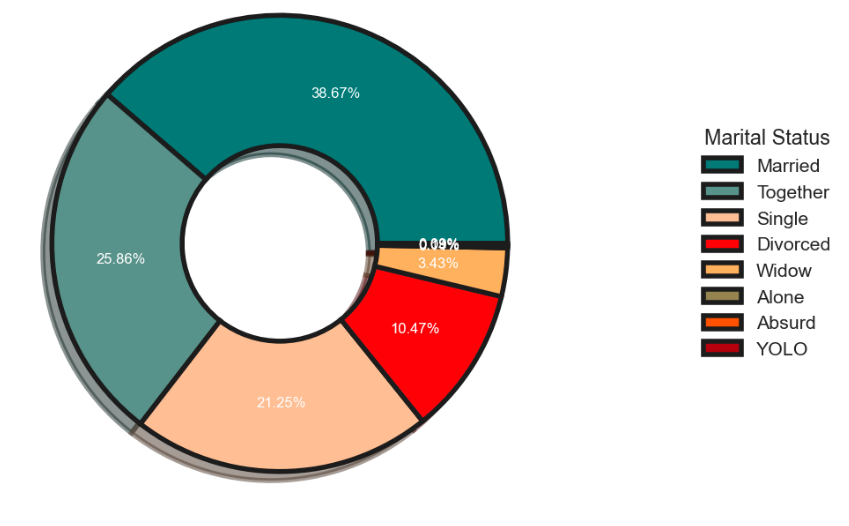 38.67%
25.86%
3.43%
10.47%
21.25%
Marital Status
Married
Together
Single
Divorced
Widow
Alone
Absurd
YOLO